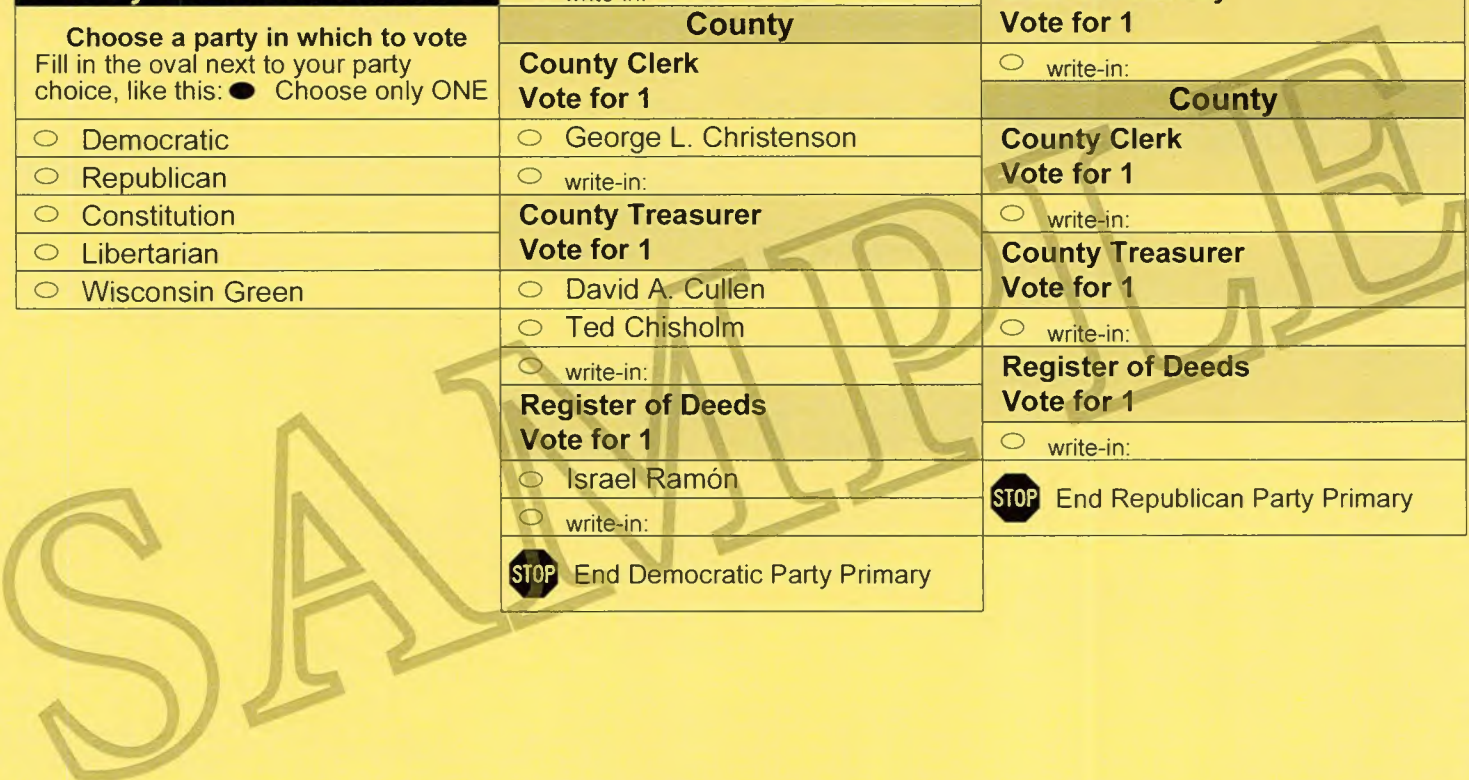 Choose a party in which to vote
Fill in the oval next to your party
choice, like this: Choose only ONE
Democratic
Republican
Constitution
Libertarian
Wisconsin Green
write-in:
County
County Clerk
Vote for 1
George L. Christenson
write-in:
County Treasurer
Vote for 1
David A. Cullen
Ted Chisholm
write-in:
Register of Deeds
Vote for 1
Israel Ramón
write-in:
STOP End Democratic Party Primary
Vote for 1
write-in:
County
County Clerk
Vote for 1
write-in:
County Treasurer
Vote for 1
write-in:
Register of Deeds
Vote for 1
write-in:
STOP End Republican Party Primary
SAMPLE